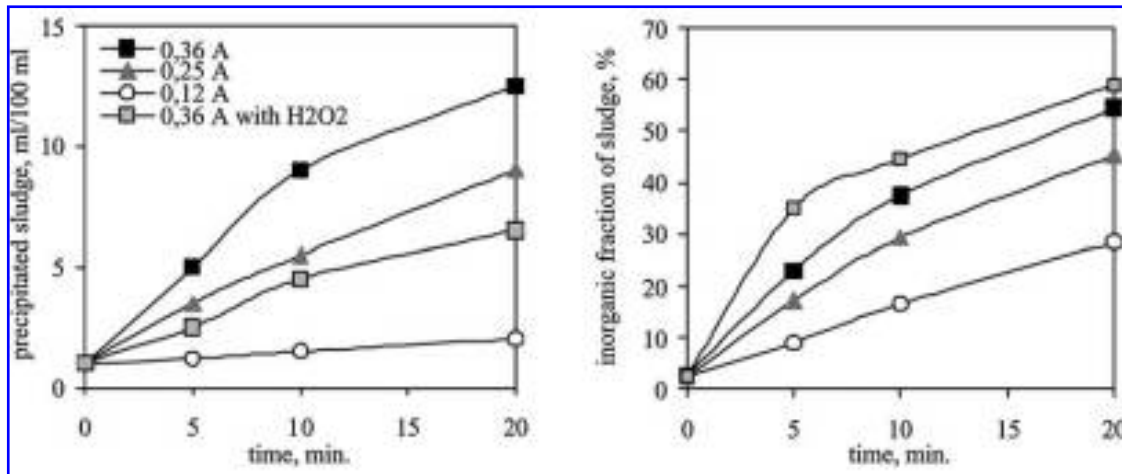 precipitated sludge, ml/100 ml
15
10
5
0
0,36 A
0,25 A
0,12 A
0,36 A with H2O2
0 5 10 15 20
time, min.
inorganic fraction of sludge, %
70
60
50
40
30
20
10
0
0 5 10 15 20
time, min.